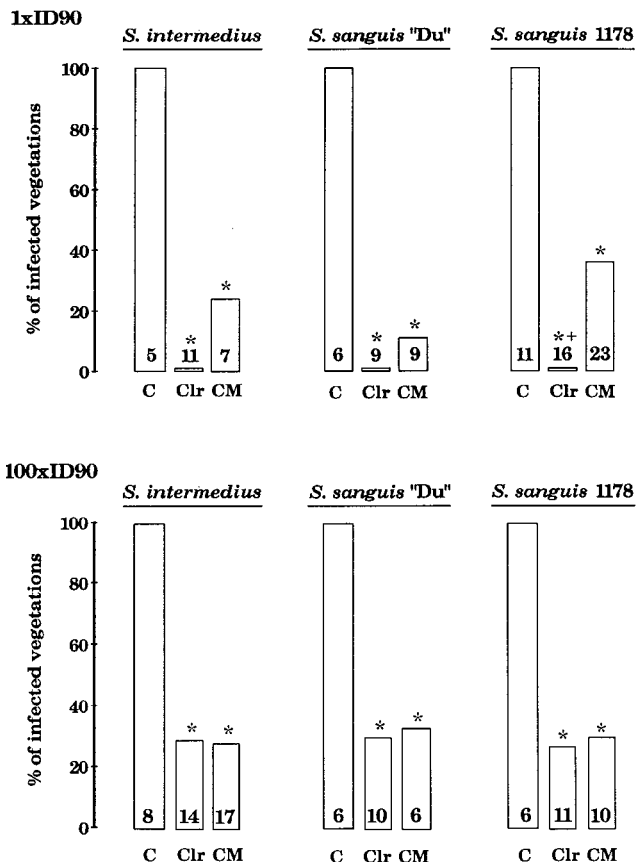 1xID90
S. intermedius S. sanguis "Du" S. sanguis 1178
% of infected vegetations
100
80
60
40
20
0
* * * * *+ *
5 11 7 6 9 9 11 16 23
C Clr CM C Clr CM C Clr CM
100xID90
S. intermedius S. sanguis "Du" S. sanguis 1178
% of infected vegetations
100
80
60
40
20
0
* * * * * *
8 14 17 6 10 6 6 11 10
C Clr CM C Clr CM C Clr CM